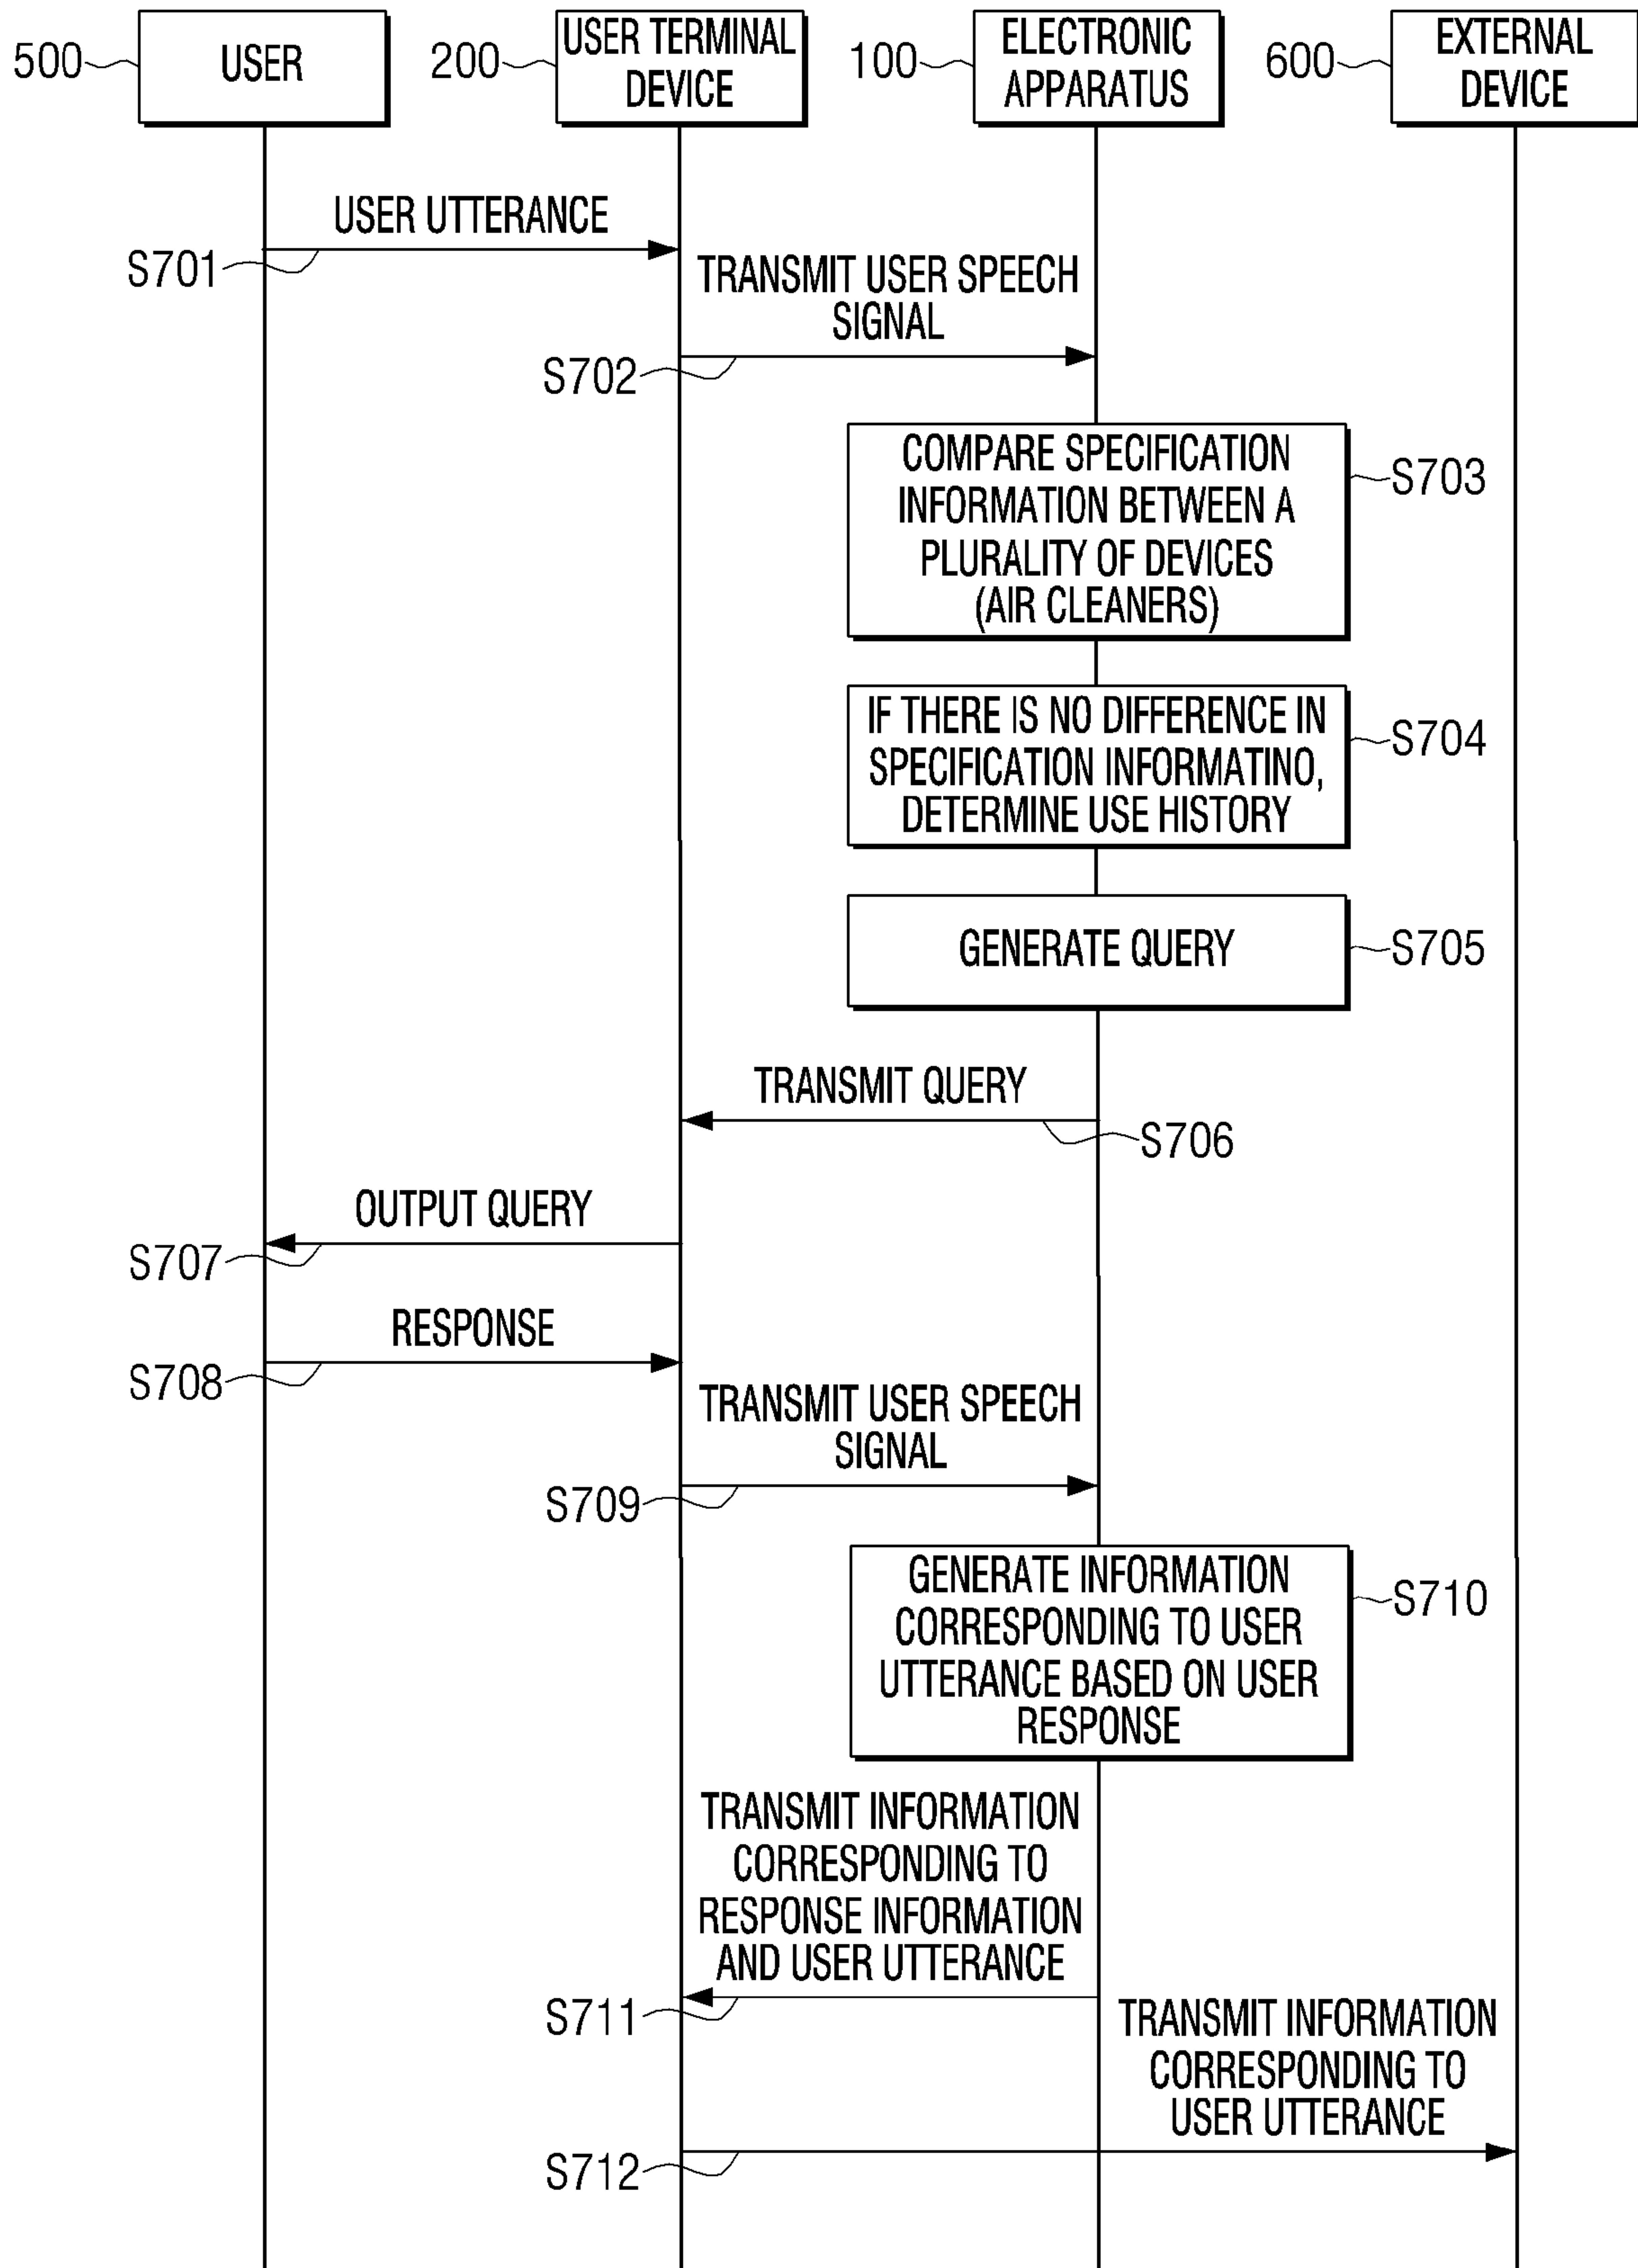 500
USER
200
USER TERMINAL
DEVICE
100
ELECTRONIC
APPARATUS
600
EXTERNAL
DEVICE
USER UTTERANCE
S701
TRANSMIT USER SPEECH
SIGNAL
S702
COMPARE SPECIFICATION
INFORMATION BETWEEN A
PLURALITY OF DEVICES
(AIR CLEANERS)
S703
IF THERE IS NO DIFFERENCE IN
SPECIFICATION INFORMATINO,
DETERMINE USE HISTORY
S704
GENERATE QUERY
S705
TRANSMIT QUERY
S706
OUTPUT QUERY
S707
RESPONSE
S708
TRANSMIT USER SPEECH
SIGNAL
S709
GENERATE INFORMATION
CORRESPONDING TO USER
UTTERANCE BASED ON USER
RESPONSE
S710
TRANSMIT INFORMATION
CORRESPONDING TO
RESPONSE INFORMATION
AND USER UTTERANCE
S711
TRANSMIT INFORMATION
CORRESPONDING TO
USER UTTERANCE
S712